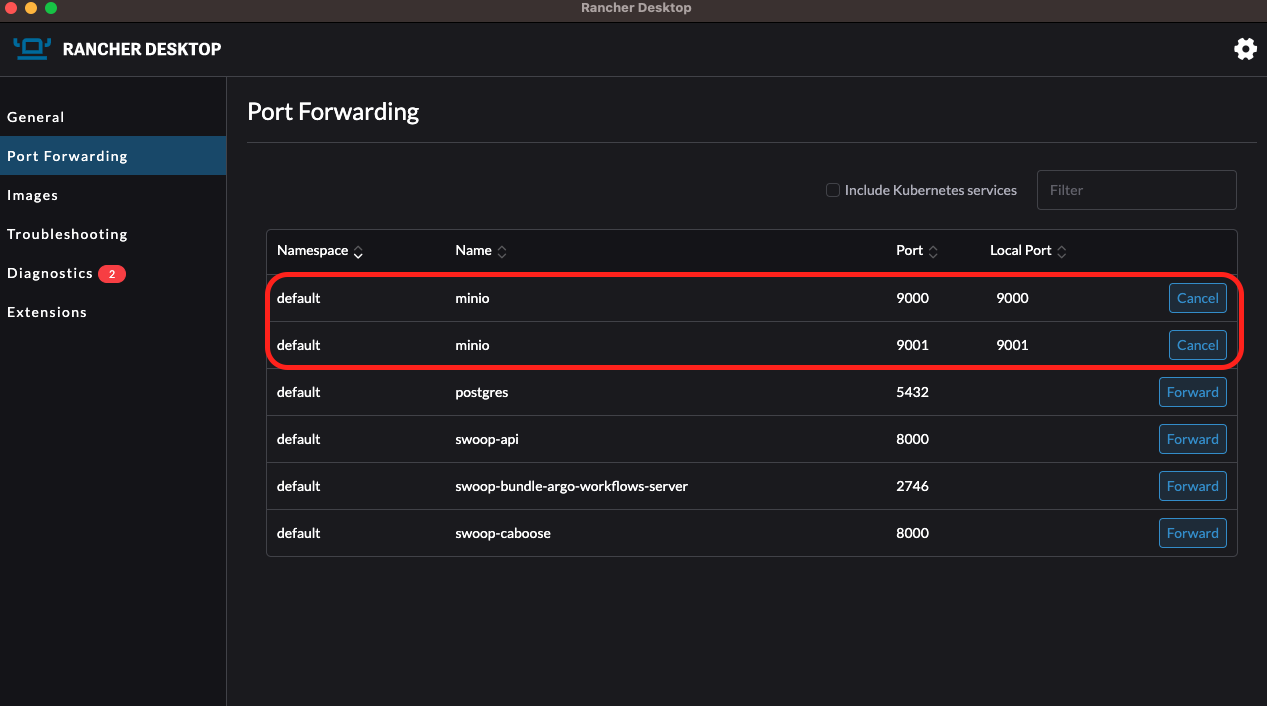 Rancher Desktop
RANCHER DESKTOP
General
Port Forwarding
Images
Troubleshooting
Diagnostics 2
Extensions
Port Forwarding
Include Kubernetes services Filter
Namespace Name Port Local Port
default minio 9000 9000 Cancel
default minio 9001 9001 Cancel
default postgres 5432 Forward
default swoop-api 8000 Forward
default swoop-bundle-argo-workflows-server 2746 Forward
default swoop-caboose 8000 Forward